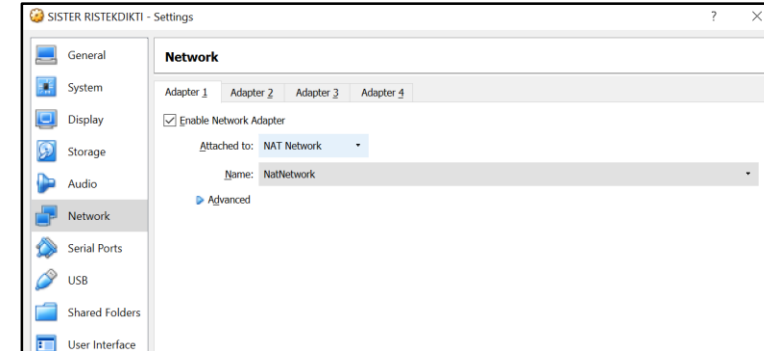 SISTER RISTEKDIKTI - Settings
General
System
Display
Storage
Audio
Network
Serial Ports
USB
Shared Folders
User Interface
Network
Adapter 1 Adapter 2 Adapter 3 Adapter 4
Enable Network Adapter
Attached to: NAT Network
Name: NatNetwork
Advanced